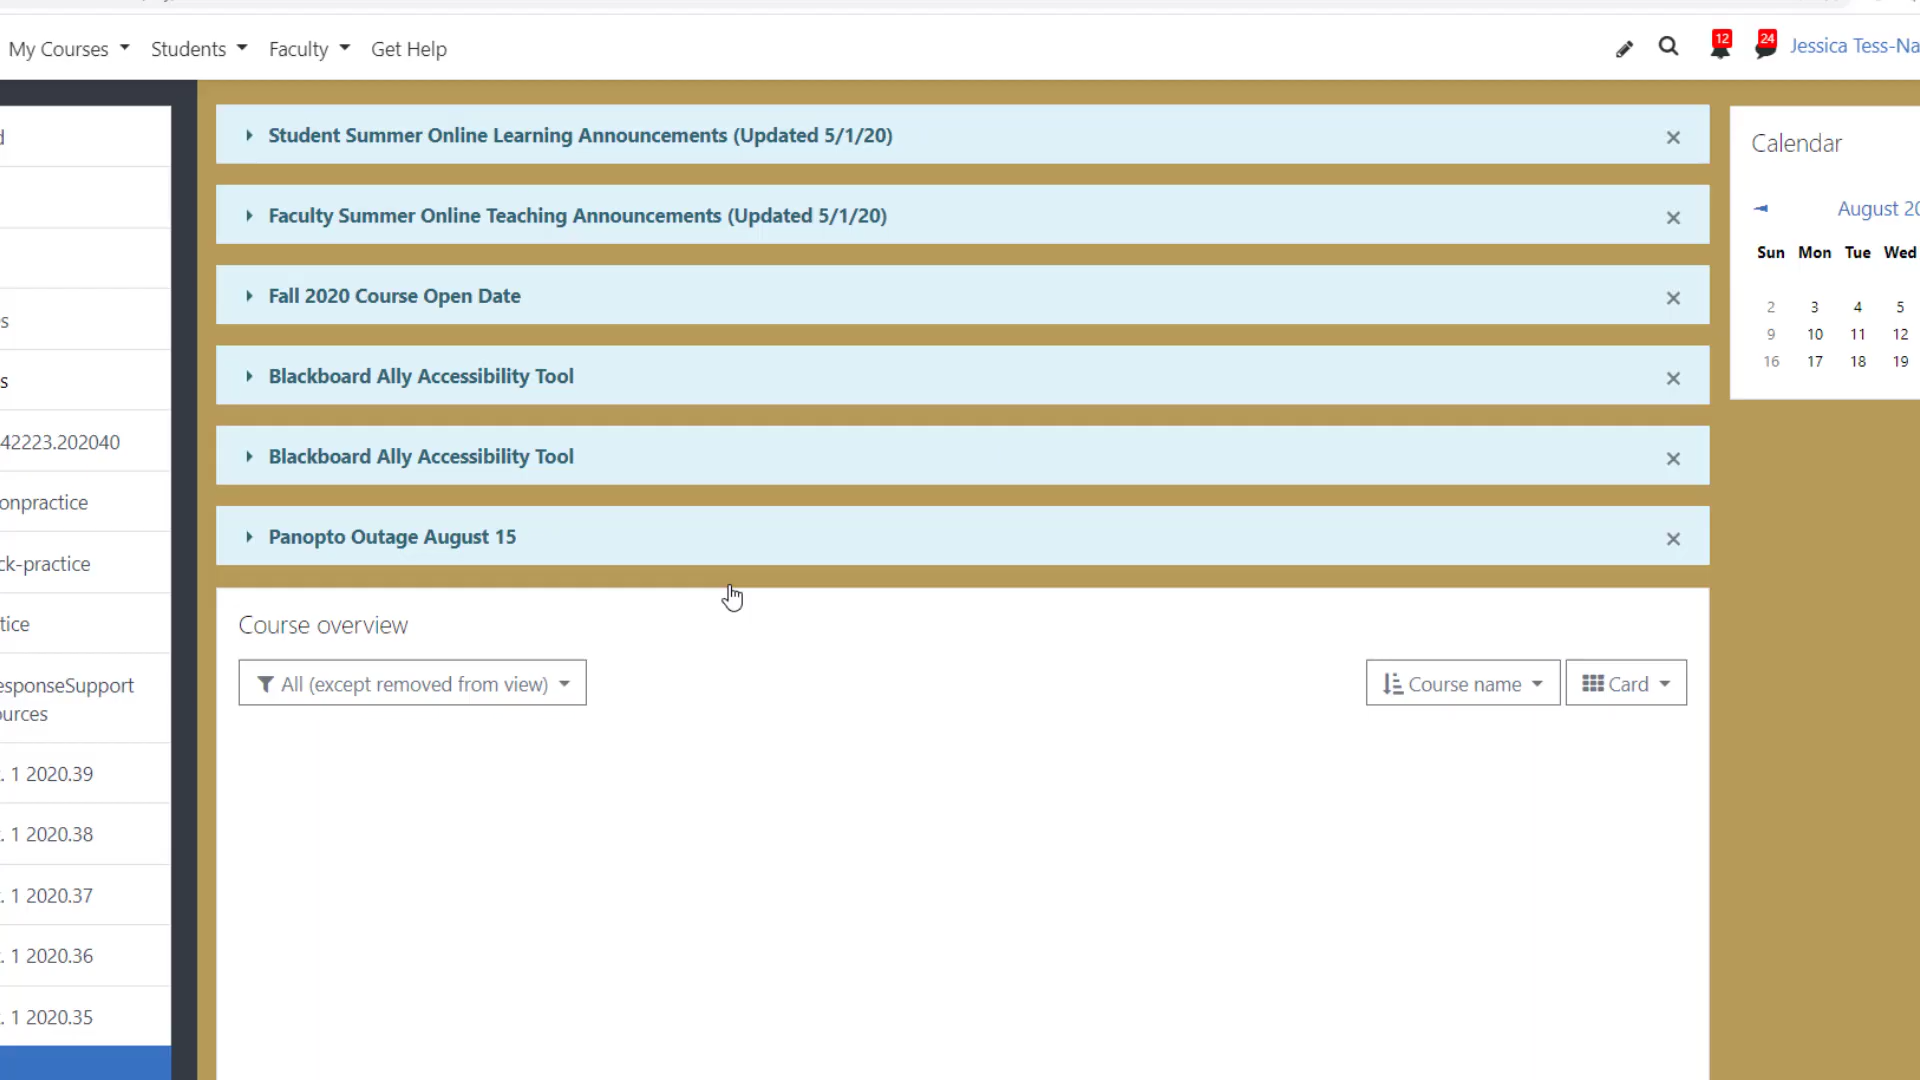 My Courses Students Faculty Get Help 12 24 Jessica Tess-Na
Student Summer Online Learning Announcements (Updated 5/1/20)
Faculty Summer Online Teaching Announcements (Updated 5/1/20)
Fall 2020 Course Open Date
Blackboard Ally Accessibility Tool
Blackboard Ally Accessibility Tool
Panopto Outage August 15
Course overview
All (except removed from view) Course name Card
d
s
s
42223.202040
onpractice
ck-practice
tice
esponseSupport
urces
. 1 2020.39
. 1 2020.38
. 1 2020.37
. 1 2020.36
. 1 2020.35
Calendar
August 20
Sun Mon Tue Wed
2 3 4 5
9 10 11 12
16 17 18 19